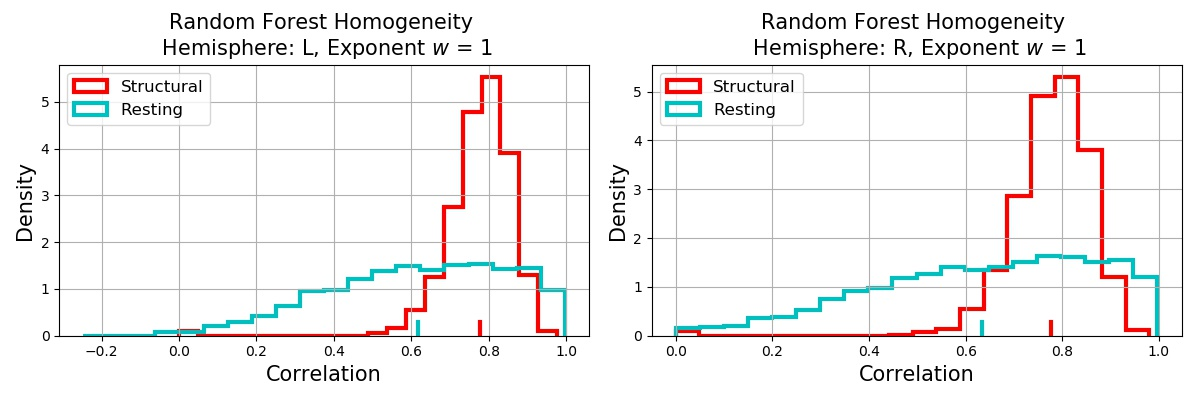 Random Forest Homogeneity
Hemisphere: L, Exponent w = 1
Structural
Resting
Density
5
4
3
2
1
0
−0.2
0.0
0.2
0.4
0.6
0.8
1.0
Correlation
Random Forest Homogeneity
Hemisphere: R, Exponent w = 1
Structural
Resting
Density
5
4
3
2
1
0
0.0
0.2
0.4
0.6
0.8
1.0
Correlation